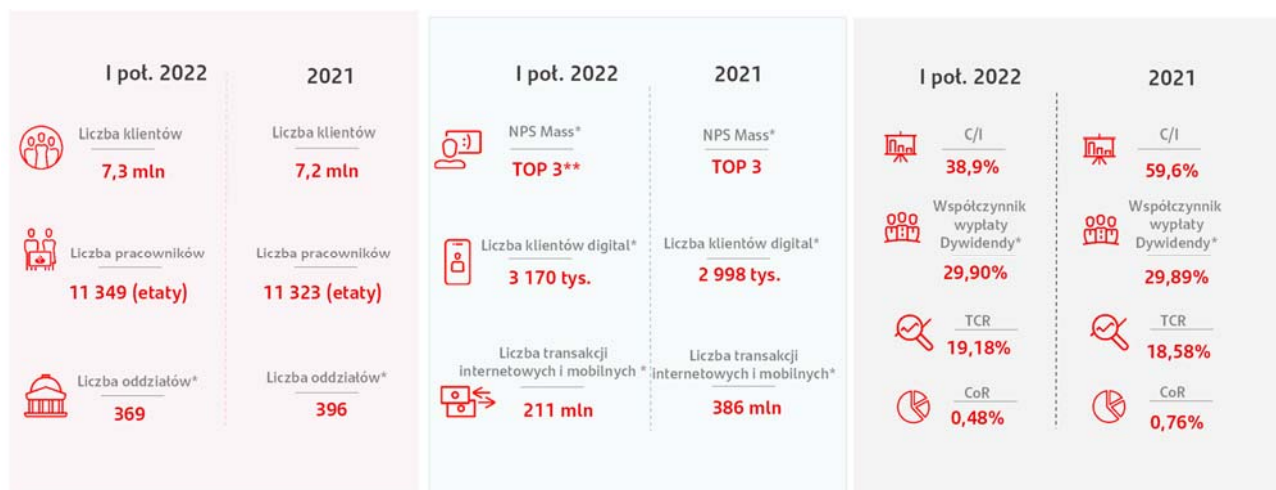 I poł. 2022
2021
Liczba klientów
7,3 mln
Liczba klientów
7,2 mln
Liczba pracowników
11 349 (etaty)
Liczba pracowników
11 323 (etaty)
Liczba oddziałów*
369
Liczba oddziałów*
396
I poł. 2022
2021
NPS Mass*
TOP 3**
NPS Mass*
TOP 3
Liczba klientów digital*
3 170 tys.
Liczba klientów digital*
2 998 tys.
Liczba transakcji
internetowych i mobilnych *
211 mln
Liczba transakcji
internetowych i mobilnych*
386 mln
I poł. 2022
2021
C/I
38,9%
C/I
59,6%
Współczynnik
wypłaty
Dywidendy*
29,90%
Współczynnik
wypłaty
Dywidendy*
29,89%
TCR
19,18%
TCR
18,58%
CoR
0,48%
CoR
0,76%